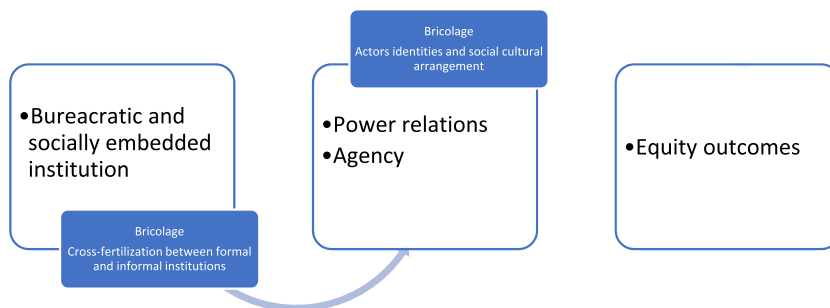 •Bureacratic and
socially embedded
institution
Bricolage
Cross-fertilization between formal
and informal institutions
Bricolage
Actors identities and social cultural
arrangement
•Power relations
•Agency
•Equity outcomes